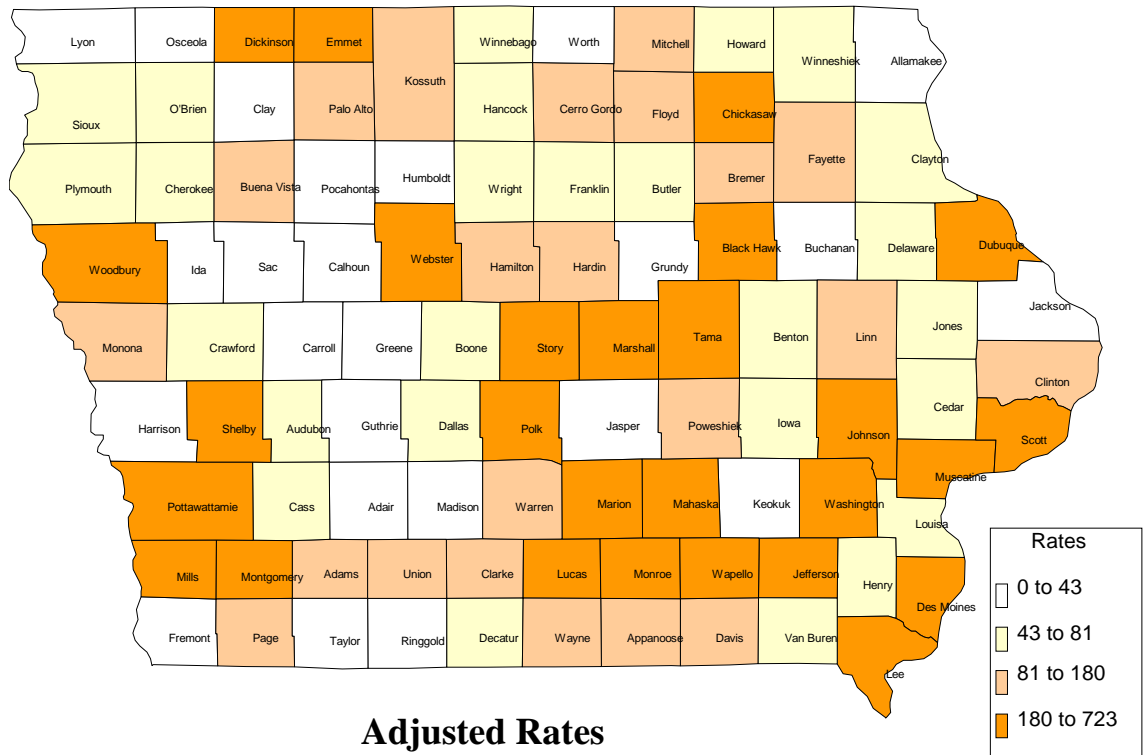 Lyon Osceola Dickinson Emmet Winnebago Worth Mitchell Howard Winneshiek Allamakee
Kossuth
Sioux O'Brien Clay Palo Alto Hancock Cerro Gordo Floyd Chickasaw
Fayette Clayton
Plymouth Cherokee Buena Vista Pocahontas Humboldt Wright Franklin Butler Bremer
Woodbury Ida Sac Calhoun Webster Hamilton Hardin Grundy Black Hawk Buchanan Delaware Dubuque
Jackson
Monona Crawford Carroll Greene Boone Story Marshall Tama Benton Linn Jones
Clinton
Harrison Shelby Audubon Guthrie Dallas Polk Jasper Poweshiek Iowa Johnson Cedar
Scott
Muscatine
Pottawattamie Cass Adair Madison Warren Marion Mahaska Keokuk Washington
Louisa
Mills Montgomery Adams Union Clarke Lucas Monroe Wapello Jefferson Henry
Des Moines
Fremont Page Taylor Ringgold Decatur Wayne Appanoose Davis Van Buren
Lee
Rates
0 to 43
43 to 81
81 to 180
180 to 723
Adjusted Rates